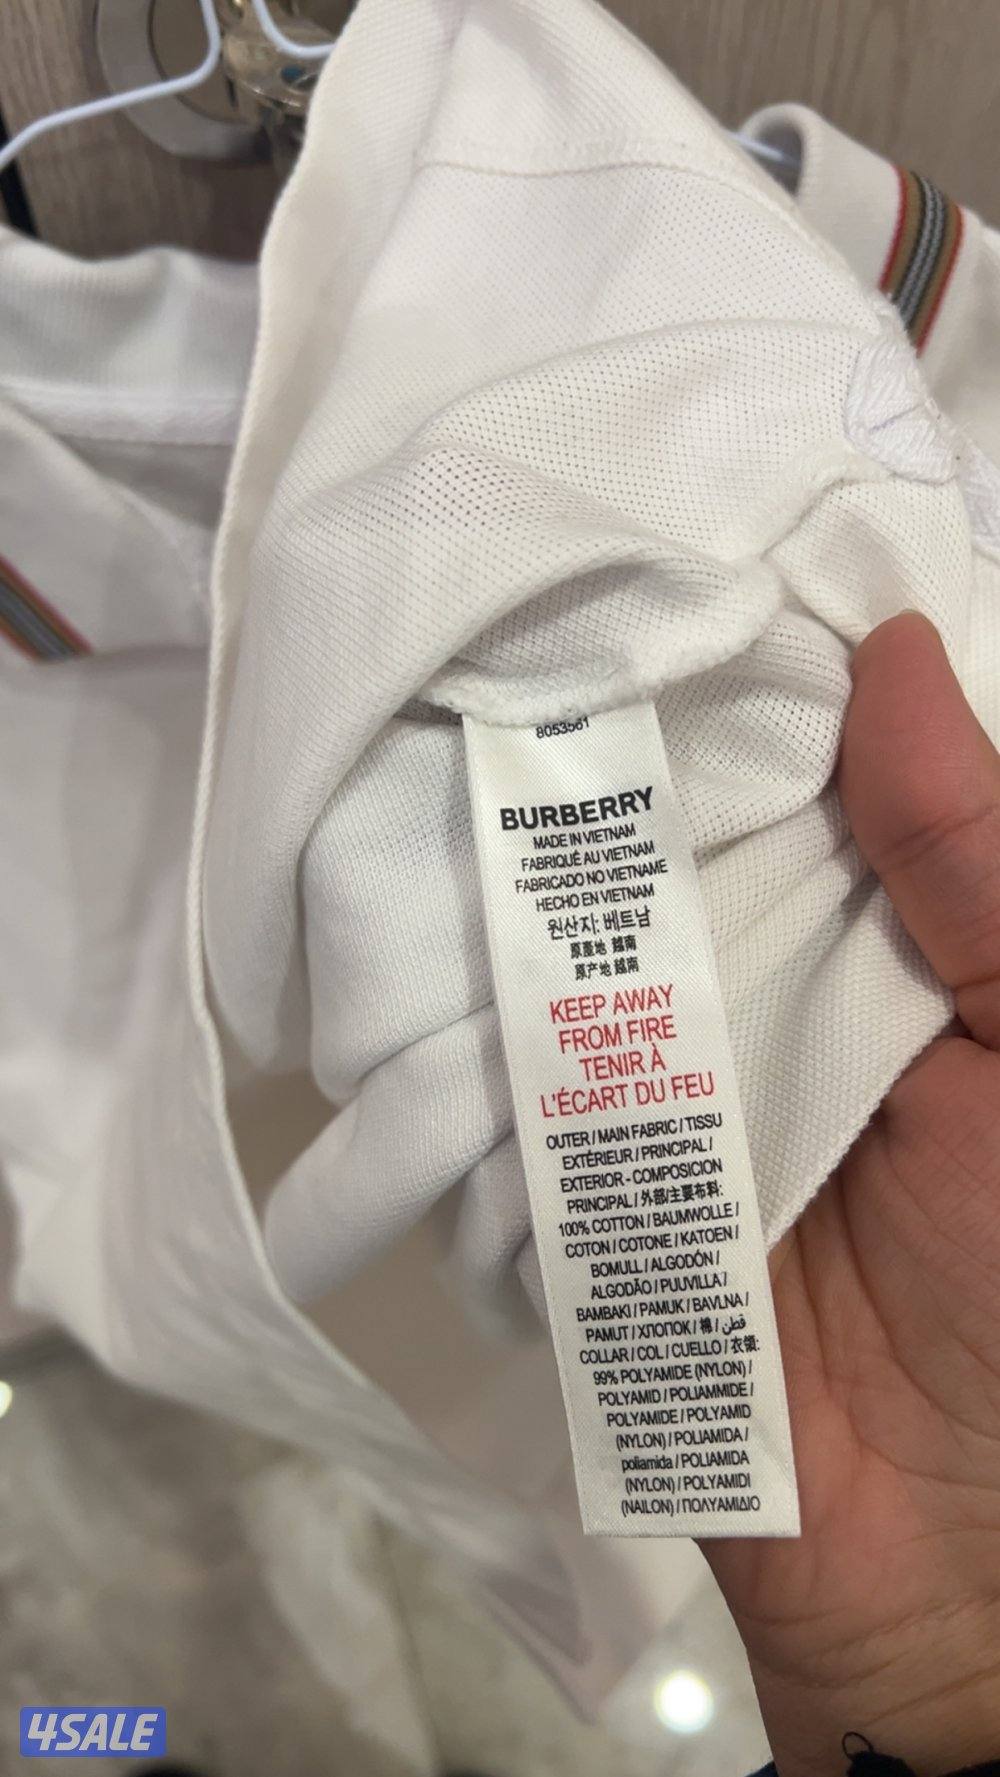 8053561
BURBERRY
MADE IN VIETNAM
FABRIQUÉ AU VIETNAM
FABRICADO NO VIETNAME
HECHO EN VIETNAM
원산지: 베트남
原產地 越南
原产地 越南
KEEP AWAY
FROM FIRE
TENIR À
L'ÉCART DU FEU
OUTER / MAIN FABRIC / TISSU
EXTÉRIEUR / PRINCIPAL /
EXTERIOR - COMPOSICION
PRINCIPAL / 外部/主要布料:
100% COTTON / BAUMWOLLE /
COTON / COTONE / KATOEN /
BOMULL / ALGODÓN /
ALGODÃO / PUUVILLA /
BAMBAKI / PAMUK / BAVLNA /
PAMUT / ХЛОПОК / 棉 / قطن
COLLAR / COL / CUELLO / 衣領:
99% POLYAMIDE (NYLON) /
POLYAMID / POLIAMMIDE /
POLYAMIDE / POLYAMID
(NYLON) / POLIAMIDA /
poliamida / POLIAMIDA
(NYLON) / POLYAMIDI
(NAILON) / ΠΟΛΥΑΜΙΔΙΟ
4SALE